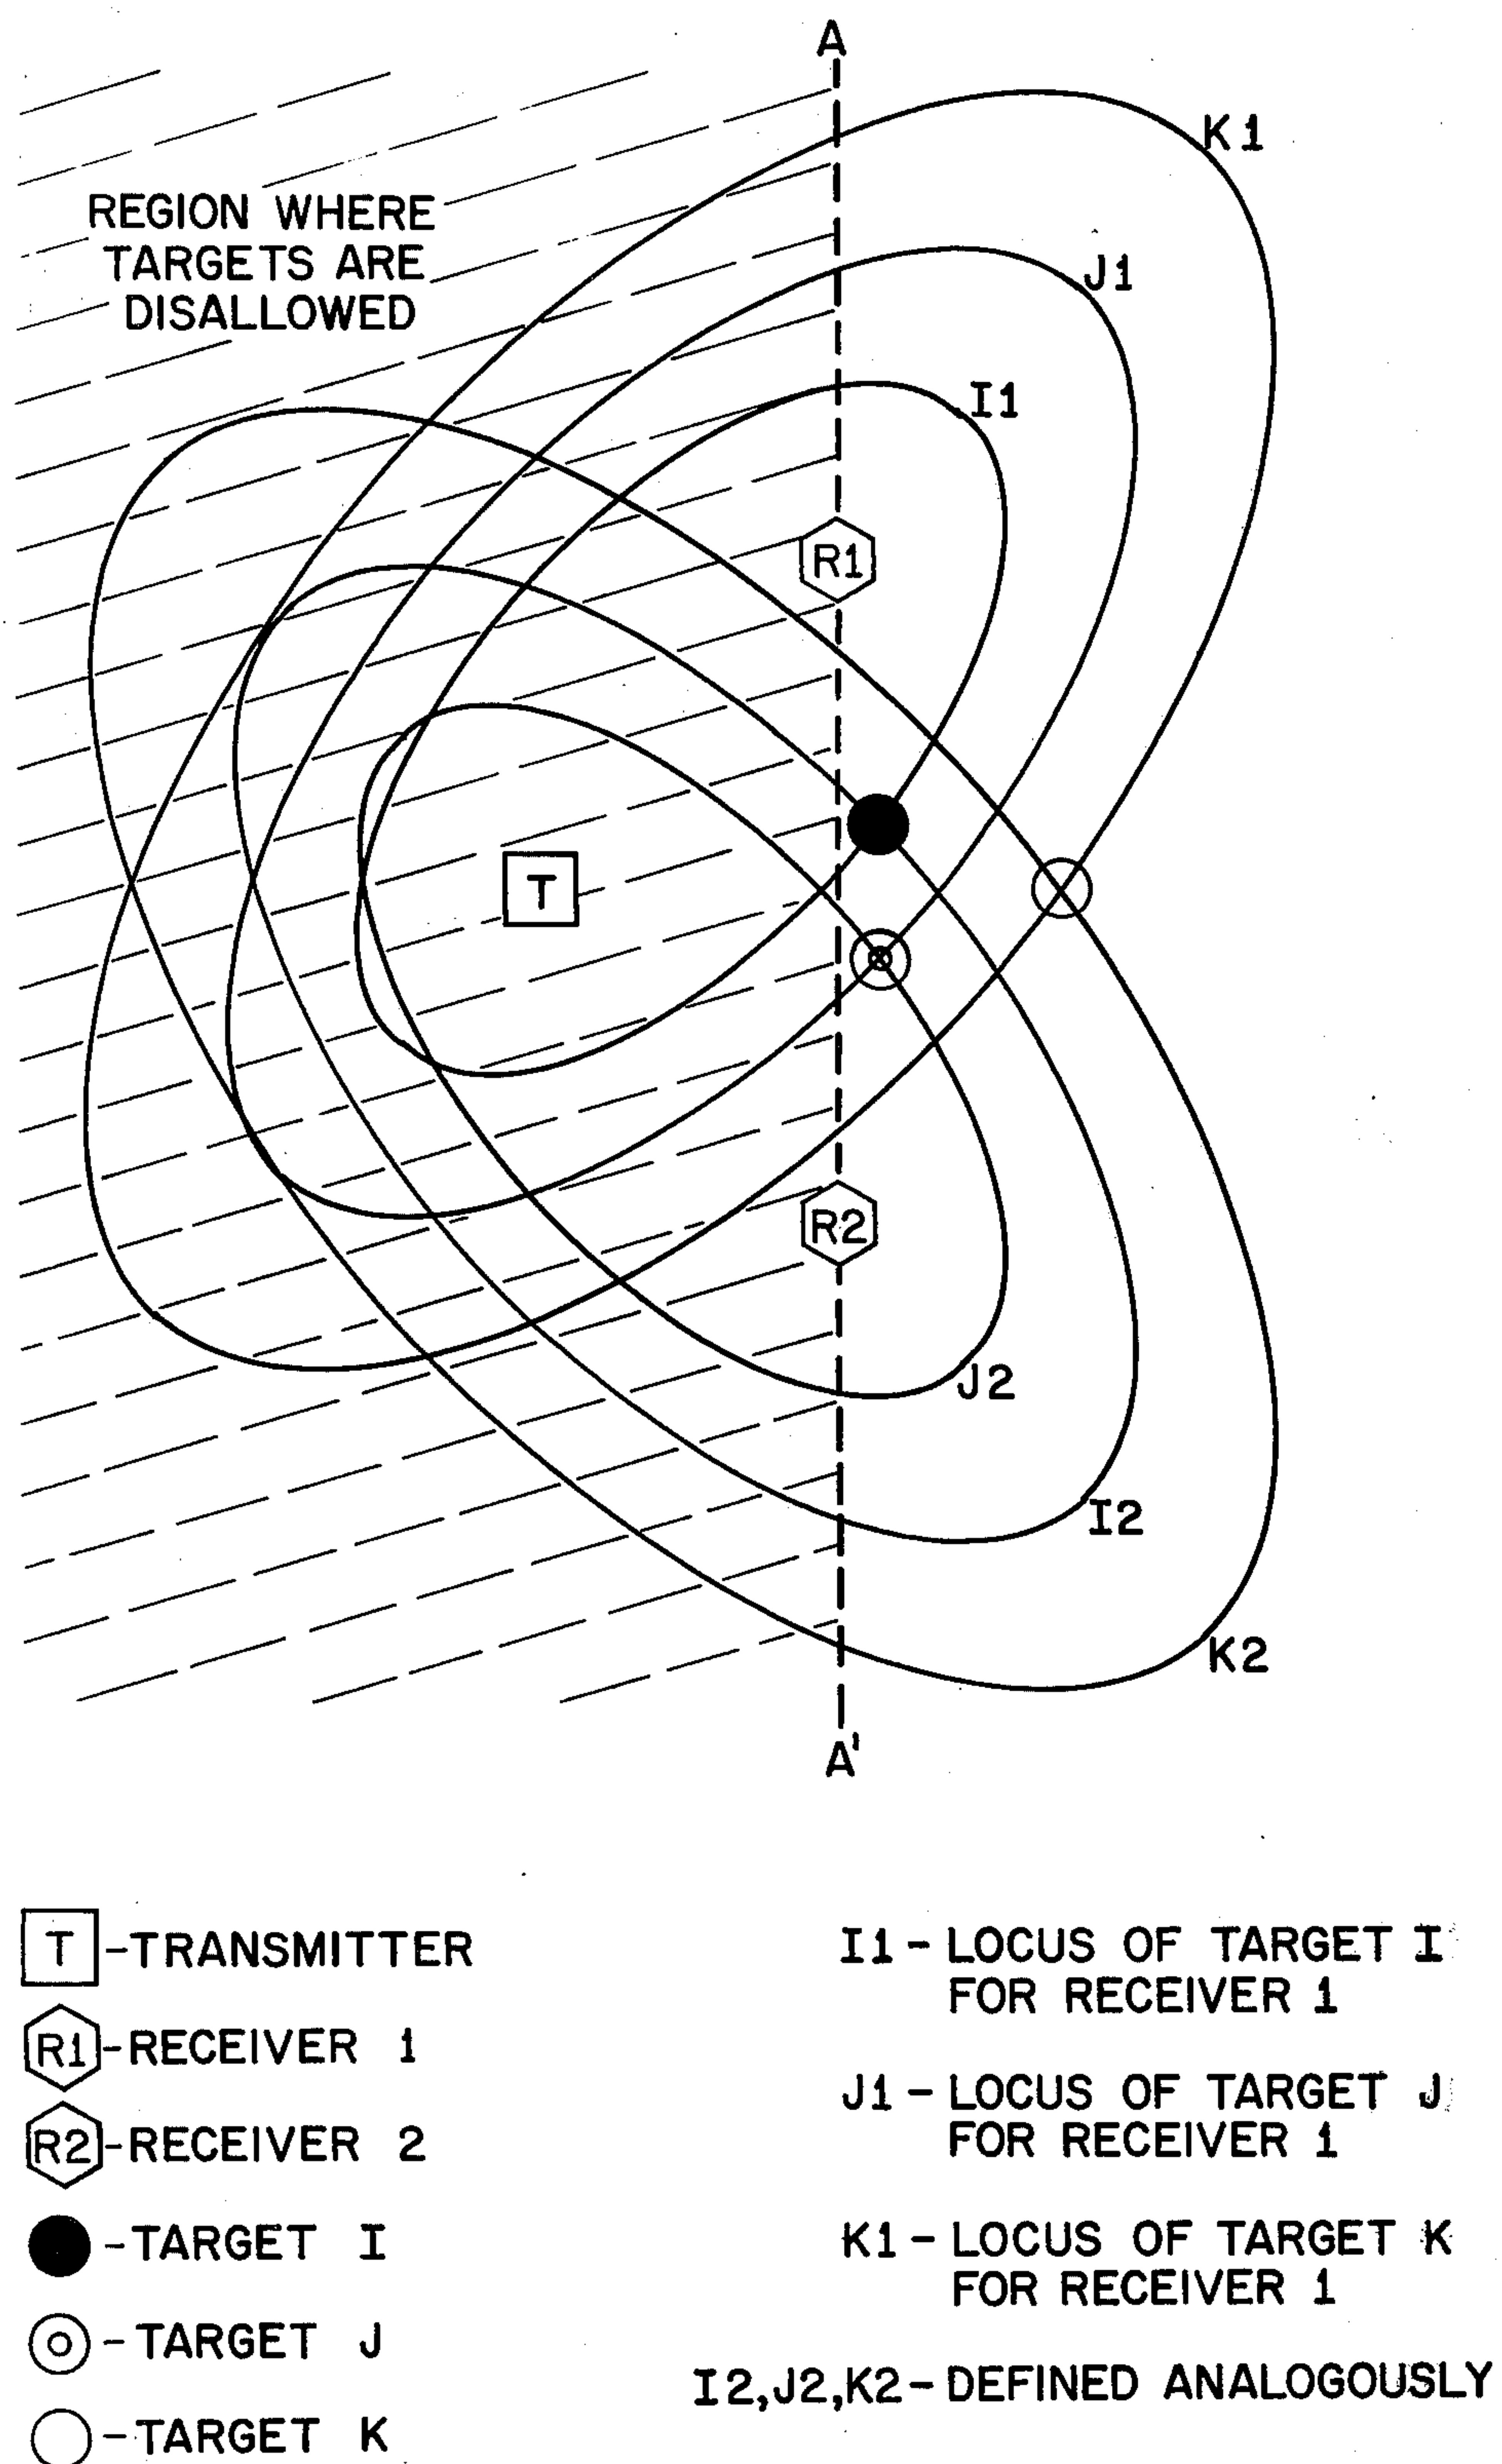 A
K1
REGION WHERE
TARGETS ARE
DISALLOWED
J1
I1
R1
T
R2
J2
I2
K2
A'
T -TRANSMITTER
R1 -RECEIVER 1
R2 -RECEIVER 2
-TARGET I
-TARGET J
-TARGET K
I1 - LOCUS OF TARGET I
FOR RECEIVER 1
J1 - LOCUS OF TARGET J
FOR RECEIVER 1
K1 - LOCUS OF TARGET K
FOR RECEIVER 1
I2,J2,K2 - DEFINED ANALOGOUSLY